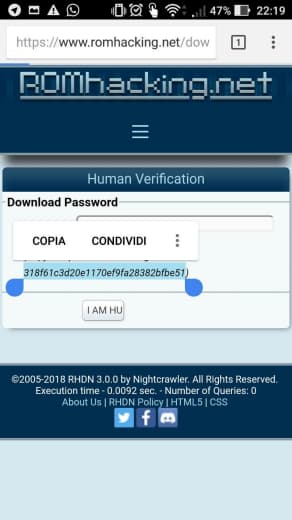 47% 22:19
https://www.romhacking.net/dow
1
ROMhacking.net
Human Verification
Download Password
COPIA CONDIVIDI
318f61c3d20e1170ef9fa28382bfbe51)
I AM HU
©2005-2018 RHDN 3.0.0 by Nightcrawler. All Rights Reserved.
Execution time - 0.0092 sec. - Number of Queries: 0
About Us | RHDN Policy | HTML5 | CSS